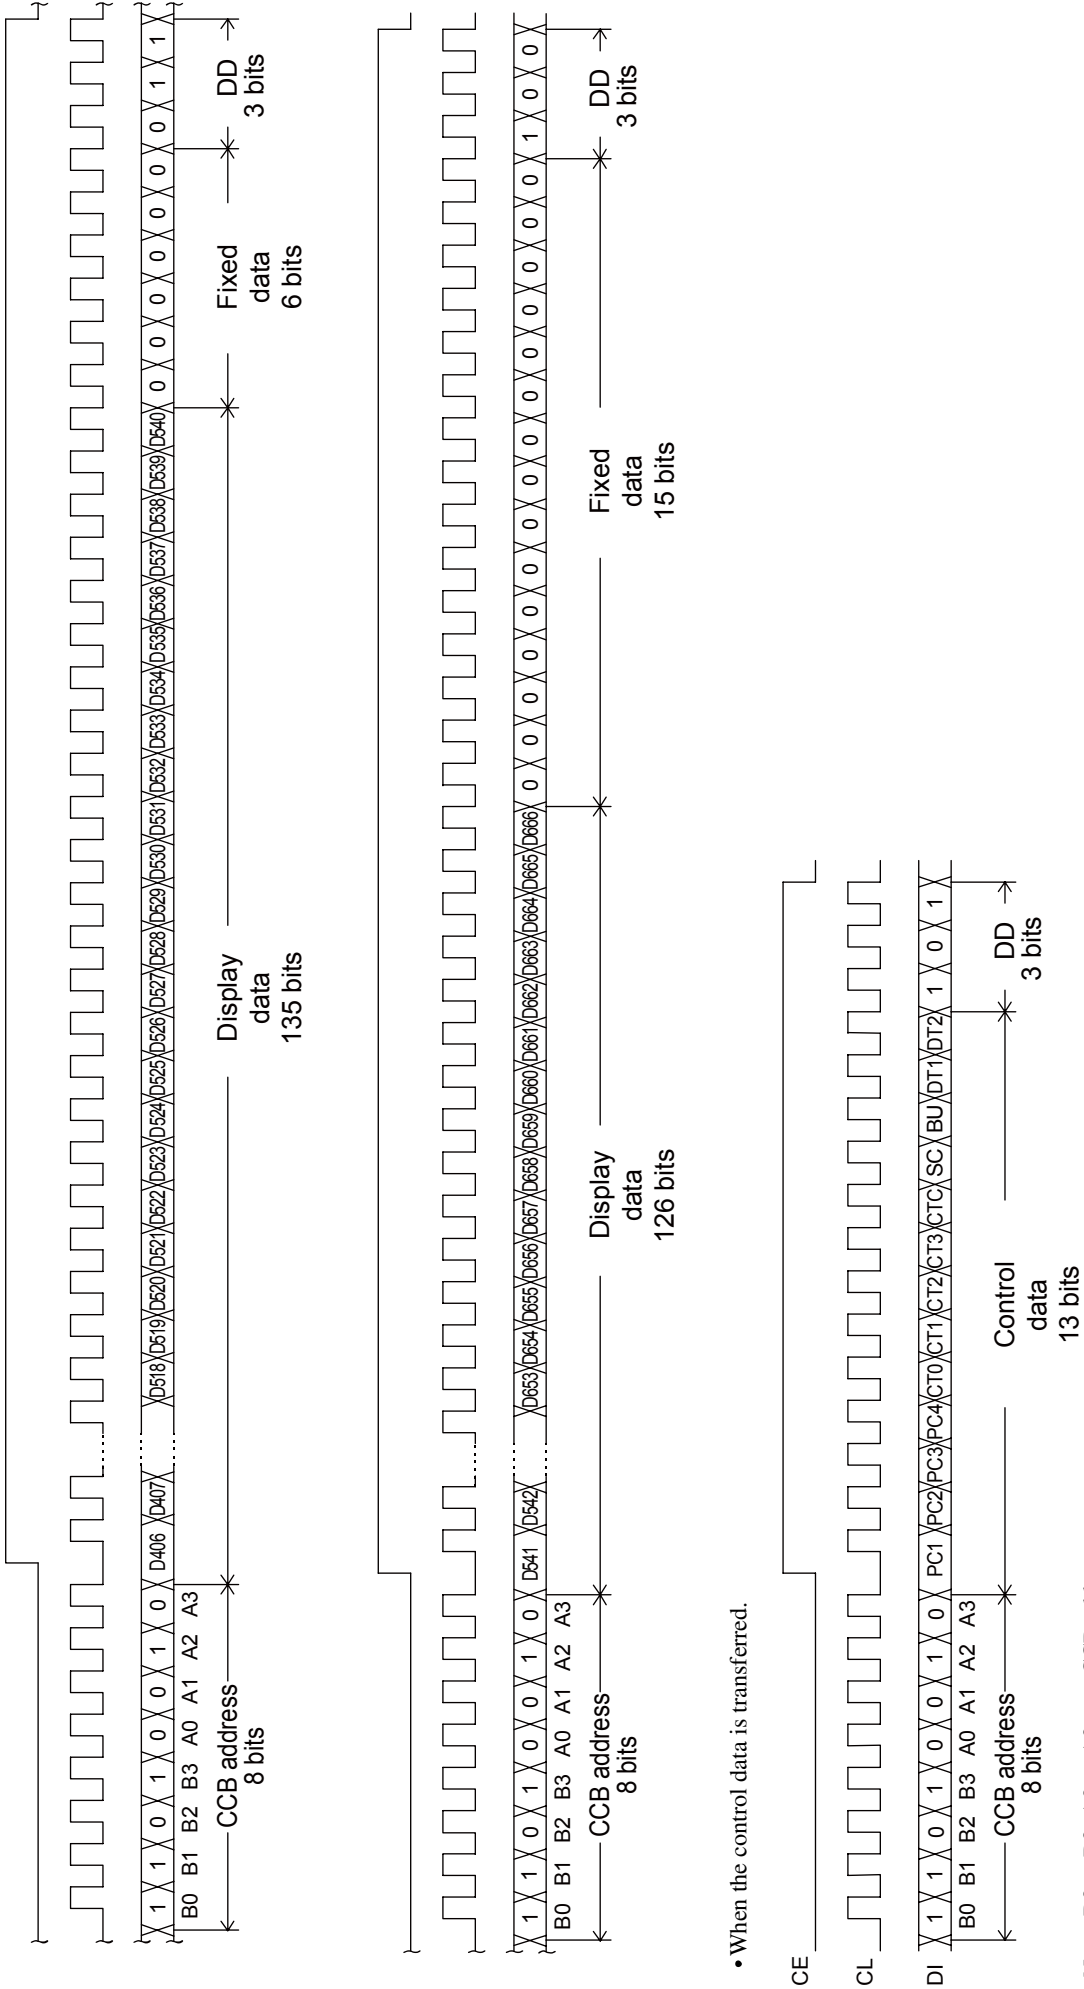 1 1 0 1 0 0 1 0 D406 D407 D518 D519 D520 D521 D522 D523 D524 D525 D526 D527 D528 D529 D530 D531 D532 D533 D534 D535 D536 D537 D538 D539 D540 0 0 0 0 0 0 0 1 1
B0 B1 B2 B3 A0 A1 A2 A3
CCB address
8 bits
Display
data
135 bits
Fixed
data
6 bits
DD
3 bits
1 1 0 1 0 0 1 0 D541 D542 D653 D654 D655 D656 D657 D658 D659 D660 D661 D662 D663 D664 D665 D666 0 0 0 0 0 0 0 0 0 0 0 0 0 0 0 1 0 0
B0 B1 B2 B3 A0 A1 A2 A3
CCB address
8 bits
Display
data
126 bits
Fixed
data
15 bits
DD
3 bits
• When the control data is transferred.
CE
CL
DI 1 1 0 1 0 0 1 0 PC1 PC2 PC3 PC4 CT0 CT1 CT2 CT3 CTC SC BU DT1 DT2 1 0 1
B0 B1 B2 B3 A0 A1 A2 A3
CCB address
8 bits
Control
data
13 bits
DD
3 bits